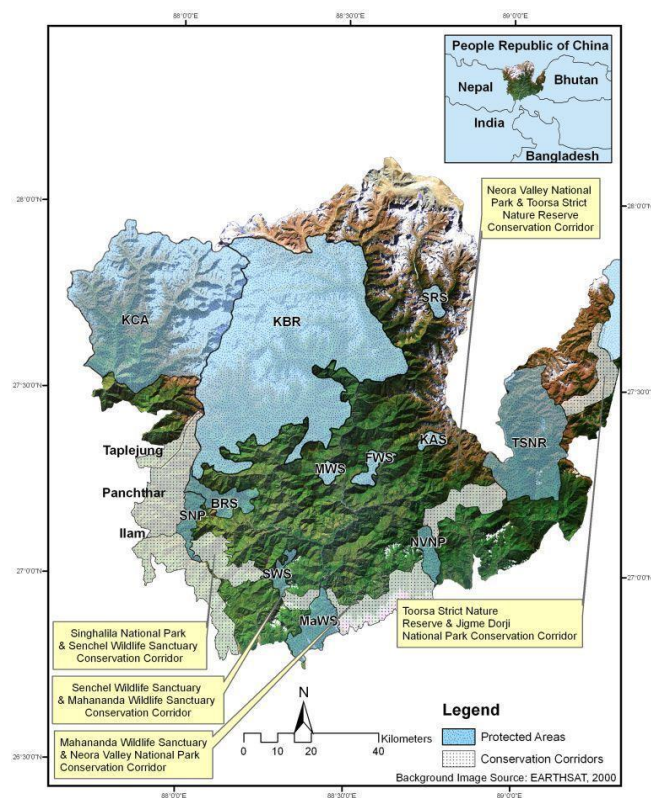 88°0'0"E
88°30'0"E
89°0'0"E
People Republic of China
Nepal
Bhutan
India
Bangladesh
28°0'0"N
28°0'0"N
Neora Valley National
Park & Toorsa Strict
Nature Reserve
Conservation Corridor
KCA
KBR
SRS
27°30'0"N
27°30'0"N
KAS
TSNR
Taplejung
MWS
FWS
Panchthar
BRS
SNP
Ilam
NVNP
27°0'0"N
27°0'0"N
SWS
MaWS
Toorsa Strict Nature
Reserve & Jigme Dorji
National Park Conservation Corridor
Singhalila National Park
& Senchel Wildlife Sanctuary
Conservation Corridor
Senchel Wildlife Sanctuary
& Mahananda Wildlife Sanctuary
Conservation Corridor
Mahananda Wildlife Sanctuary
& Neora Valley National Park
Conservation Corridor
N
Kilometers
0 10 20 40
Legend
Protected Areas
Conservation Corridors
Background Image Source: EARTHSAT, 2000
26°30'0"N
88°0'0"E
88°30'0"E
89°0'0"E